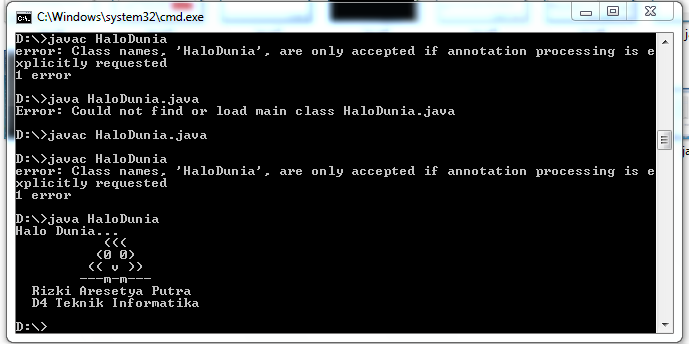 C:\Windows\system32\cmd.exe
D:\>javac HaloDunia
error: Class names, 'HaloDunia', are only accepted if annotation processing is e
xplicitly requested
1 error
D:\>java HaloDunia.java
Error: Could not find or load main class HaloDunia.java
D:\>javac HaloDunia.java
D:\>javac HaloDunia
error: Class names, 'HaloDunia', are only accepted if annotation processing is e
xplicitly requested
1 error
D:\>java HaloDunia
Halo Dunia...
(((
(0 0)
(( v ))
---m-m---
Rizki Aresetya Putra
D4 Teknik Informatika
D:\>